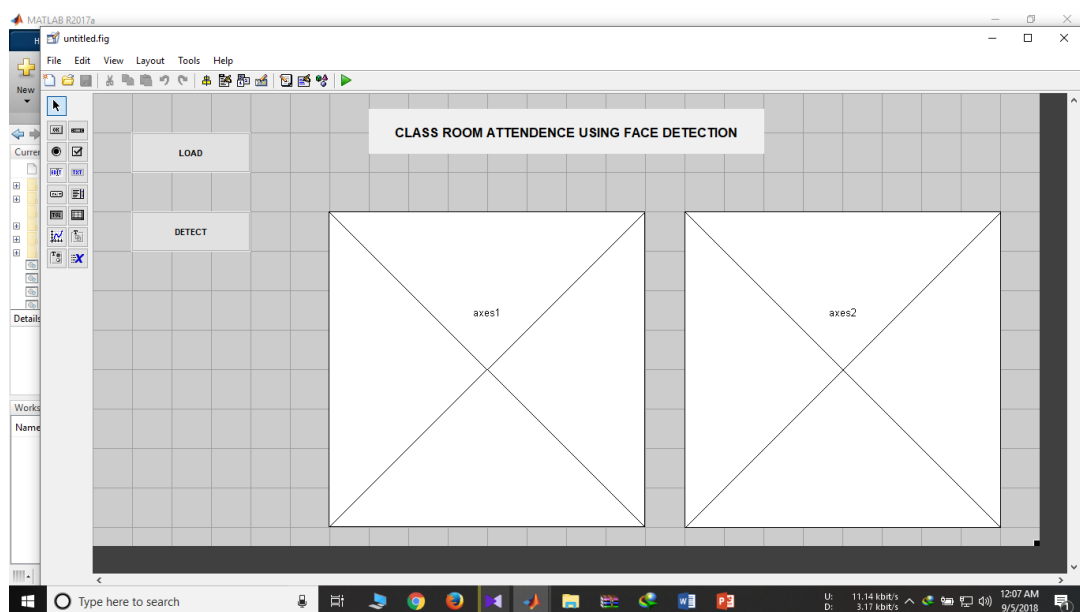 MATLAB R2017a
untitled.fig
File Edit View Layout Tools Help
New
CLASS ROOM ATTENDENCE USING FACE DETECTION
LOAD
Curre
DETECT
axes1
axes2
Details
Works
Name
Type here to search
U: 11.14 kbit/s
D: 3.17 kbit/s
12:07 AM
9/5/2018